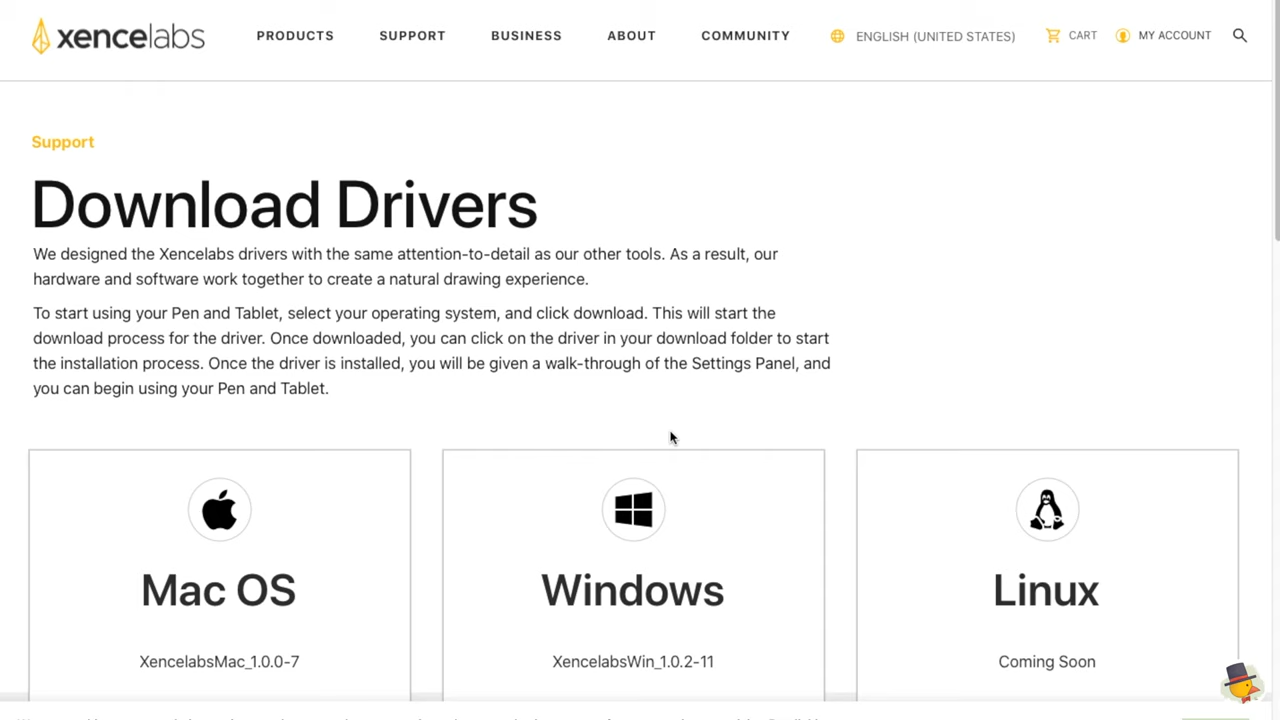 xencelabs
PRODUCTS SUPPORT BUSINESS ABOUT COMMUNITY ENGLISH (UNITED STATES) CART MY ACCOUNT
Support
Download Drivers
We designed the Xencelabs drivers with the same attention-to-detail as our other tools. As a result, our
hardware and software work together to create a natural drawing experience.
To start using your Pen and Tablet, select your operating system, and click download. This will start the
download process for the driver. Once downloaded, you can click on the driver in your download folder to start
the installation process. Once the driver is installed, you will be given a walk-through of the Settings Panel, and
you can begin using your Pen and Tablet.
Mac OS
XencelabsMac_1.0.0-7
Windows
XencelabsWin_1.0.2-11
Linux
Coming Soon